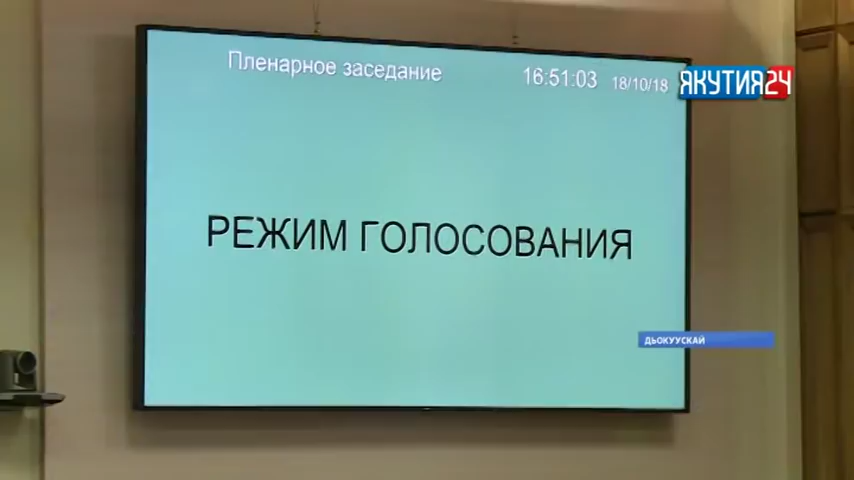 Пленарное заседание 16:51:03 18/10/18
ЯКУТИЯ24
РЕЖИМ ГОЛОСОВАНИЯ
ДЬОКУУСКАЙ